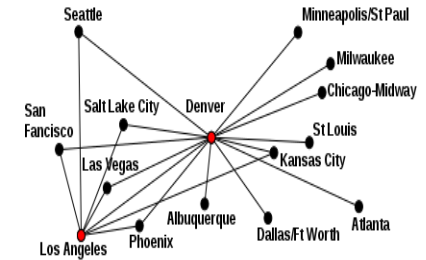 Seattle
Minneapolis/St Paul
Milwaukee
Chicago-Midway
Salt Lake City
Denver
San
Fancisco
St Louis
Kansas City
Las Vegas
Albuquerque
Atlanta
Dallas/Ft Worth
Phoenix
Los Angeles